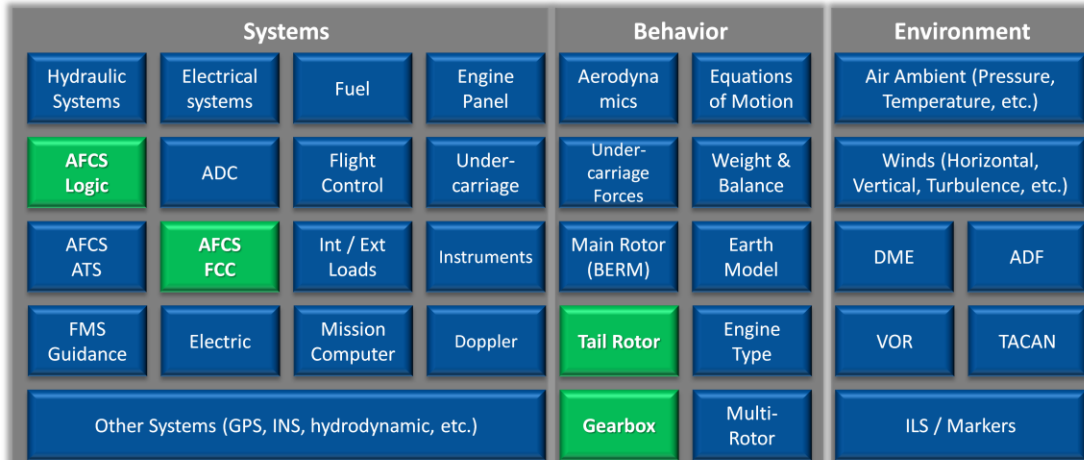 Systems
Behavior
Environment
Hydraulic
Systems
Electrical
systems
Fuel
Engine
Panel
Aerodyna
mics
Equations
of Motion
Air Ambient (Pressure,
Temperature, etc.)
AFCS
Logic
ADC
Flight
Control
Under-
carriage
Under-
carriage
Forces
Weight &
Balance
Winds (Horizontal,
Vertical, Turbulence, etc.)
AFCS
ATS
AFCS
FCC
Int / Ext
Loads
Instruments
Main Rotor
(BERM)
Earth
Model
DME
ADF
FMS
Guidance
Electric
Mission
Computer
Doppler
Tail Rotor
Engine
Type
VOR
TACAN
Other Systems (GPS, INS, hydrodynamic, etc.)
Gearbox
Multi-
Rotor
ILS / Markers